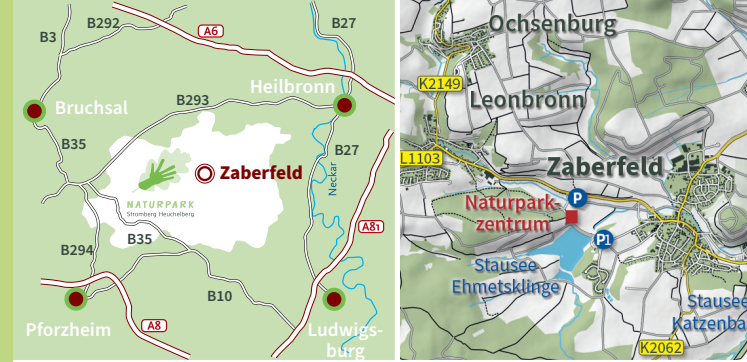 B3
B292
A6
B27
Heilbronn
B293
Bruchsal
B35
Zaberfeld
B27
Neckar
NATURPARK
Stromberg Heuchelberg
A81
B294
B35
B10
Pforzheim
A8
Ludwigs-
burg
Ochsenburg
K2149
Leonbronn
L1103
Zaberfeld
P
Naturpark-
zentrum
P1
Stausee
Ehmetsklinge
Stausee
Katzenba
K2062